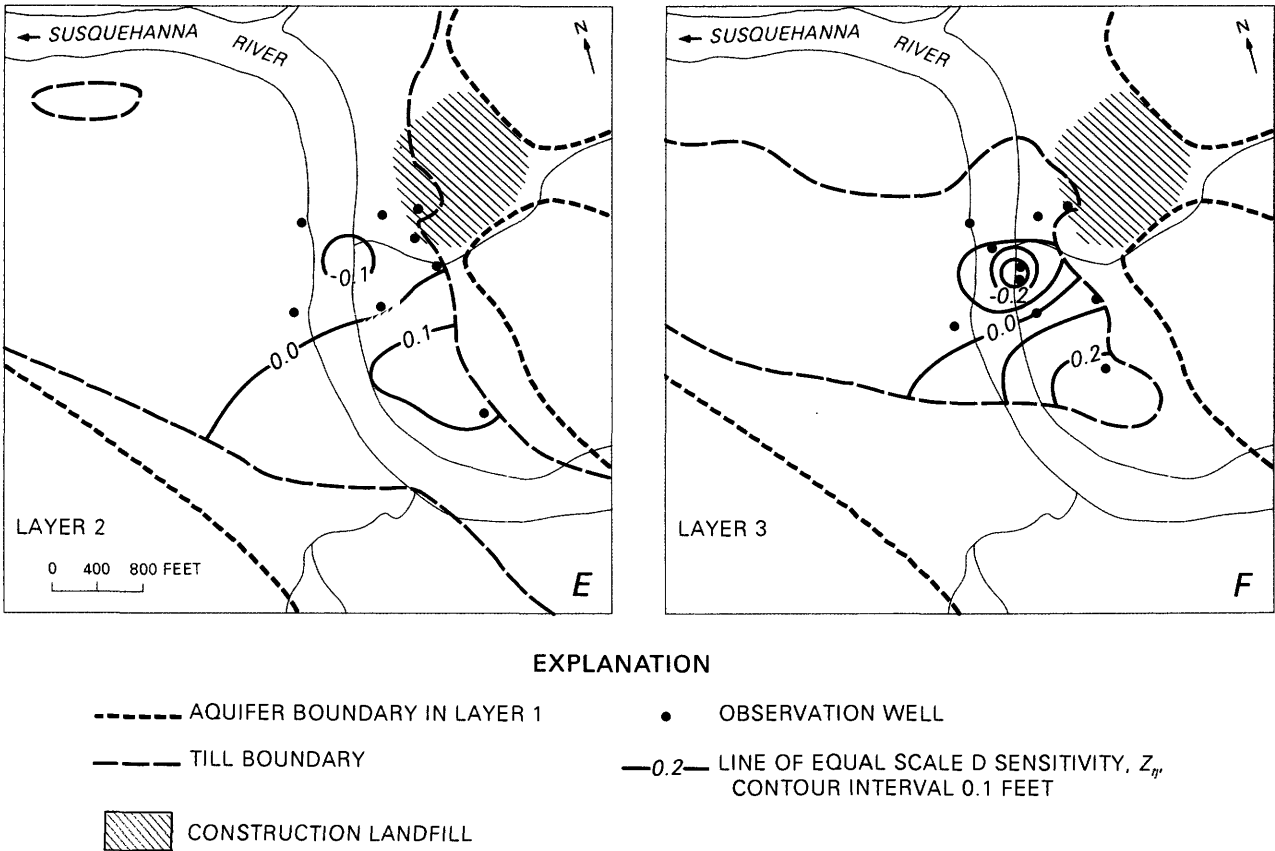 ← SUSQUEHANNA
RIVER
N
-0.1
0.0
0.1
LAYER 2
0 400 800 FEET
E
← SUSQUEHANNA
RIVER
N
-0.2
0.0
0.2
LAYER 3
F
EXPLANATION
AQUIFER BOUNDARY IN LAYER 1
TILL BOUNDARY
CONSTRUCTION LANDFILL
OBSERVATION WELL
—0.2— LINE OF EQUAL SCALE D SENSITIVITY, Zη,
CONTOUR INTERVAL 0.1 FEET